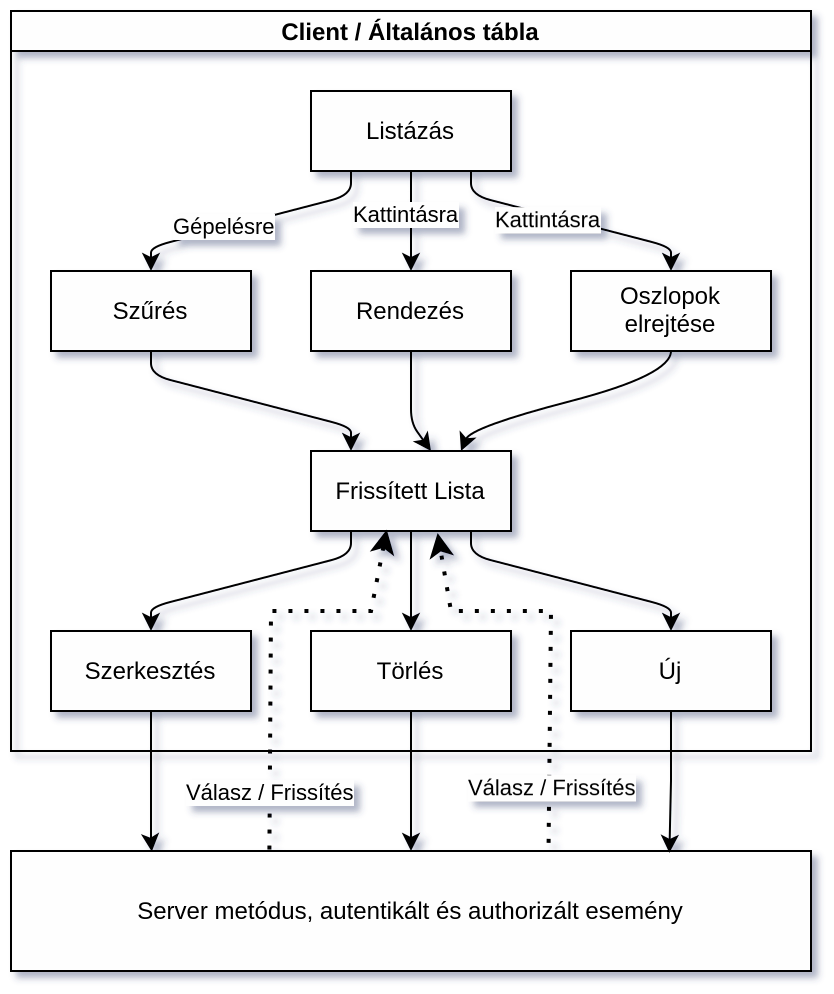 Client / Általános tábla
Listázás
Gépelésre
Kattintásra
Kattintásra
Szűrés
Rendezés
Oszlopok
elrejtése
Frissített Lista
Szerkesztés
Törlés
Új
Válasz / Frissítés
Válasz / Frissítés
Server metódus, autentikált és authorizált esemény